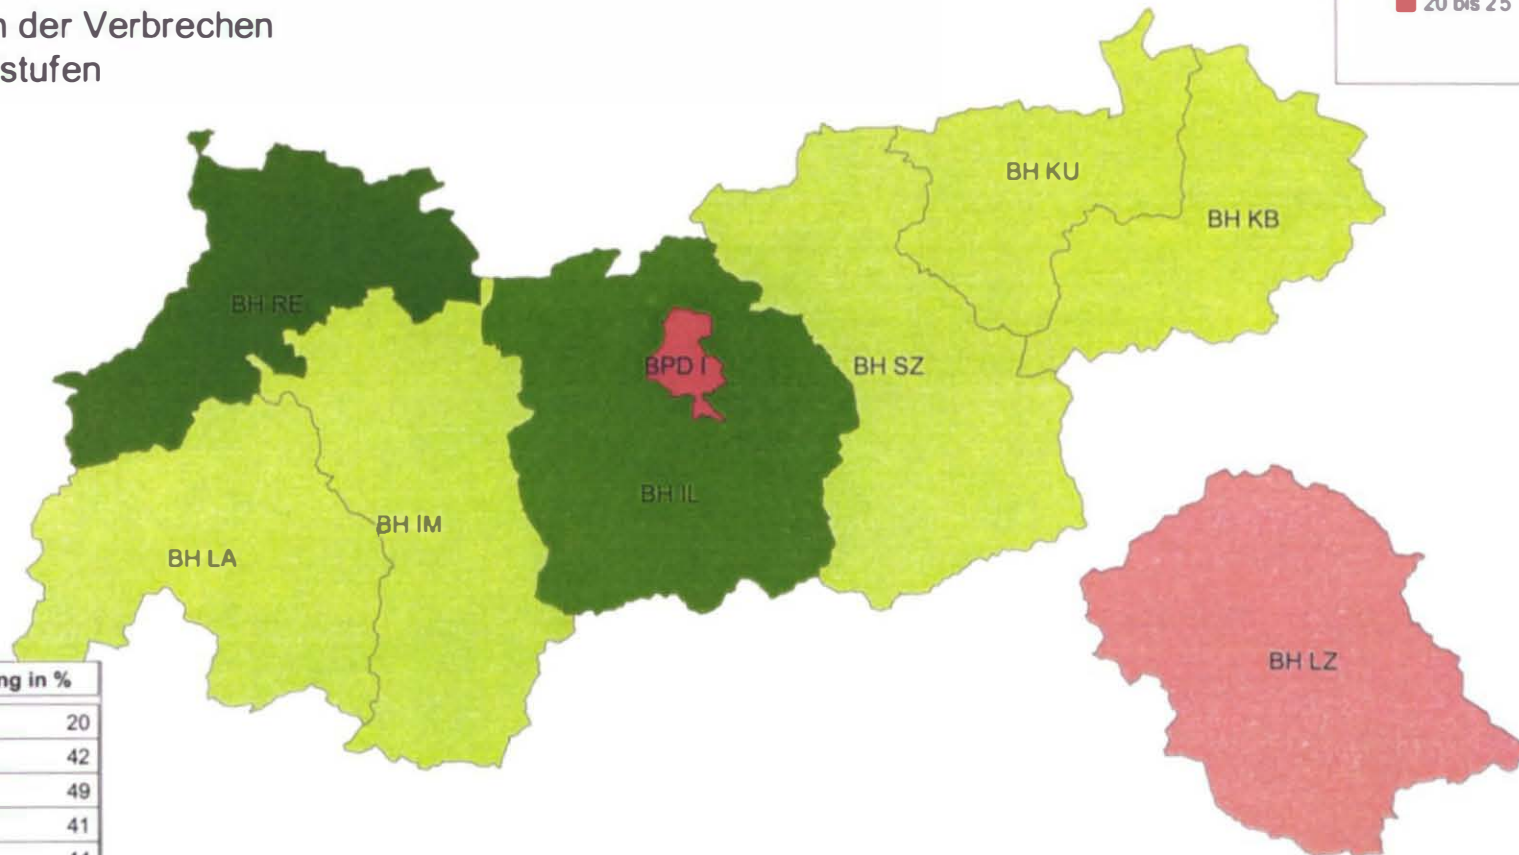 n der Verbrechen
stufen
20 bis 25
BH KU
BH KB
BH RE
BPD I
BH SZ
BH IL
BH IM
BH LA
BH LZ
ng in %
20
42
49
41